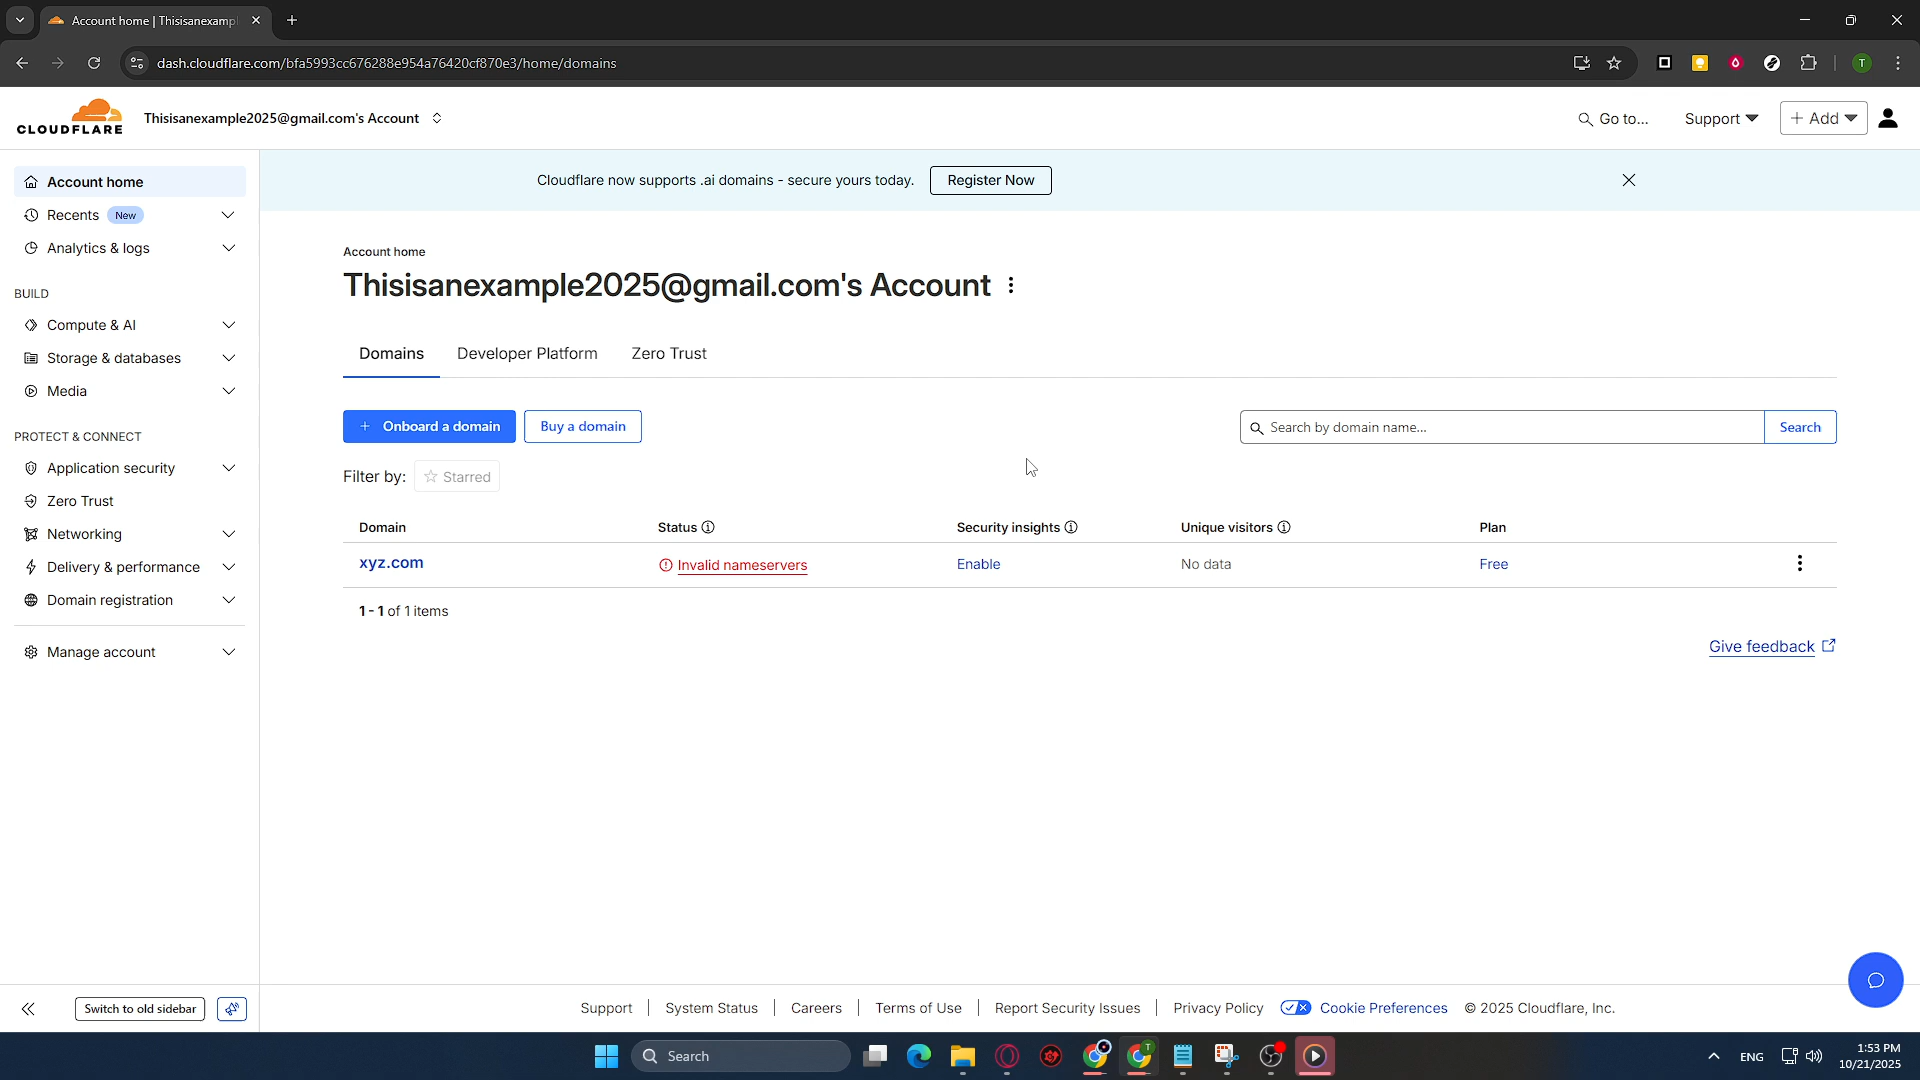 Account home | Thisisanexampl
dash.cloudflare.com/bfa5993cc676288e954a76420cf870e3/home/domains
T
CLOUDFLARE
Thisisanexample2025@gmail.com's Account
Go to...
Support
+ Add
Account home
Recents New
Analytics & logs
BUILD
Compute & AI
Storage & databases
Media
PROTECT & CONNECT
Application security
Zero Trust
Networking
Delivery & performance
Domain registration
Manage account
Switch to old sidebar
Cloudflare now supports .ai domains - secure yours today.
Register Now
Account home
Thisisanexample2025@gmail.com's Account
Domains Developer Platform Zero Trust
+ Onboard a domain
Buy a domain
Search by domain name...
Search
Filter by: Starred
Domain Status Security insights Unique visitors Plan
xyz.com Invalid nameservers Enable No data Free
1 - 1 of 1 items
Give feedback
Support System Status Careers Terms of Use Report Security Issues Privacy Policy Cookie Preferences © 2025 Cloudflare, Inc.
Search
T
ENG
1:53 PM
10/21/2025